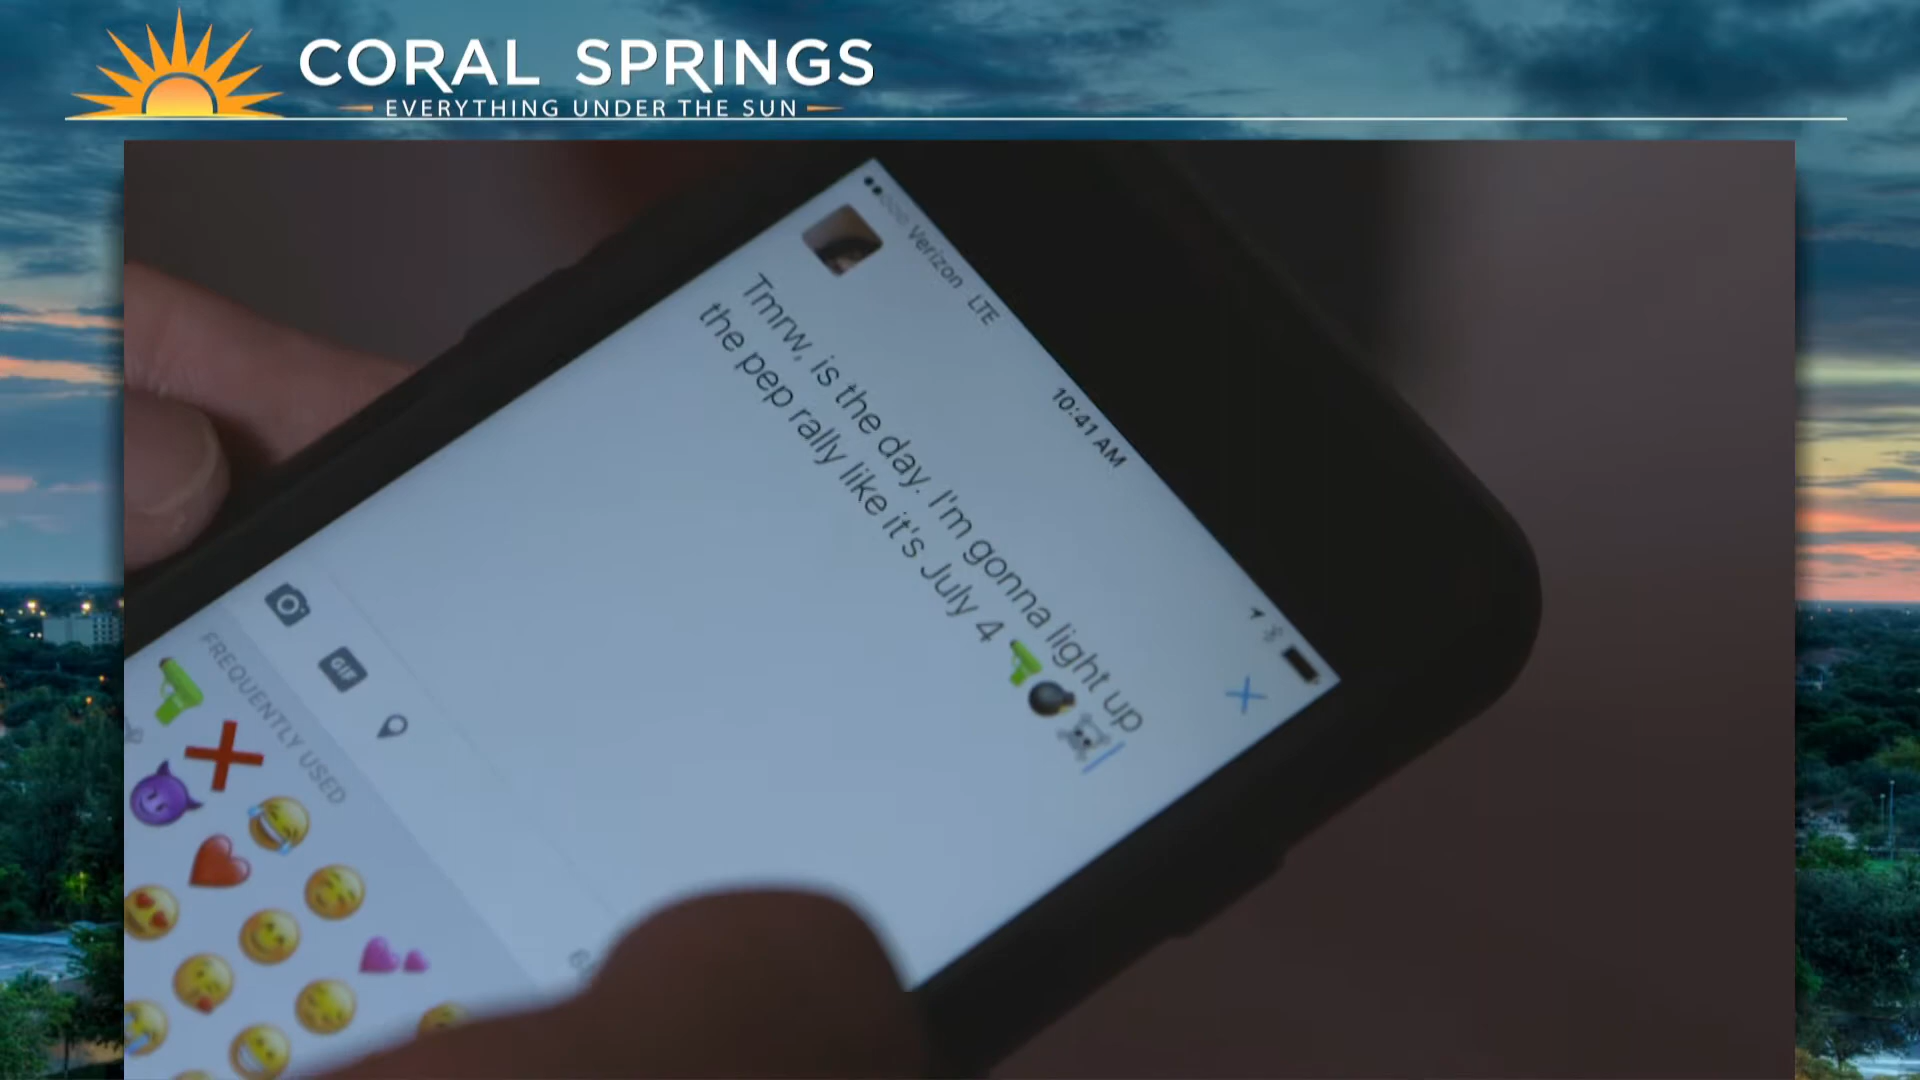 CORAL SPRINGS
EVERYTHING UNDER THE SUN
Verizon LTE
10:41 AM
Tmrw, is the day. I'm gonna light up
the pep rally like it's July 4
GIF
FREQUENTLY USED